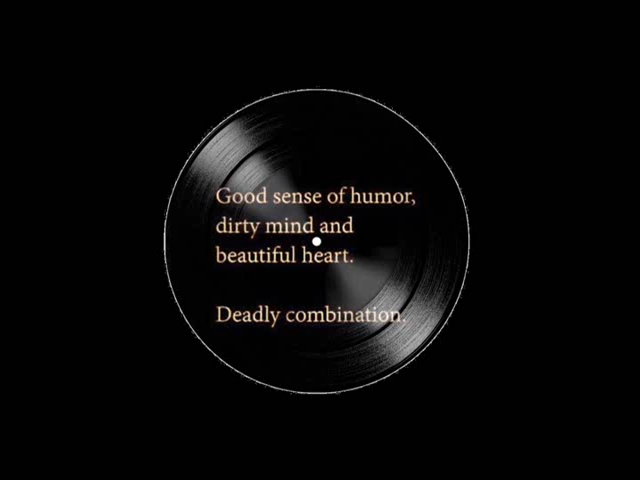 Good sense of humor,
dirty mind and
beautiful heart.
Deadly combination.